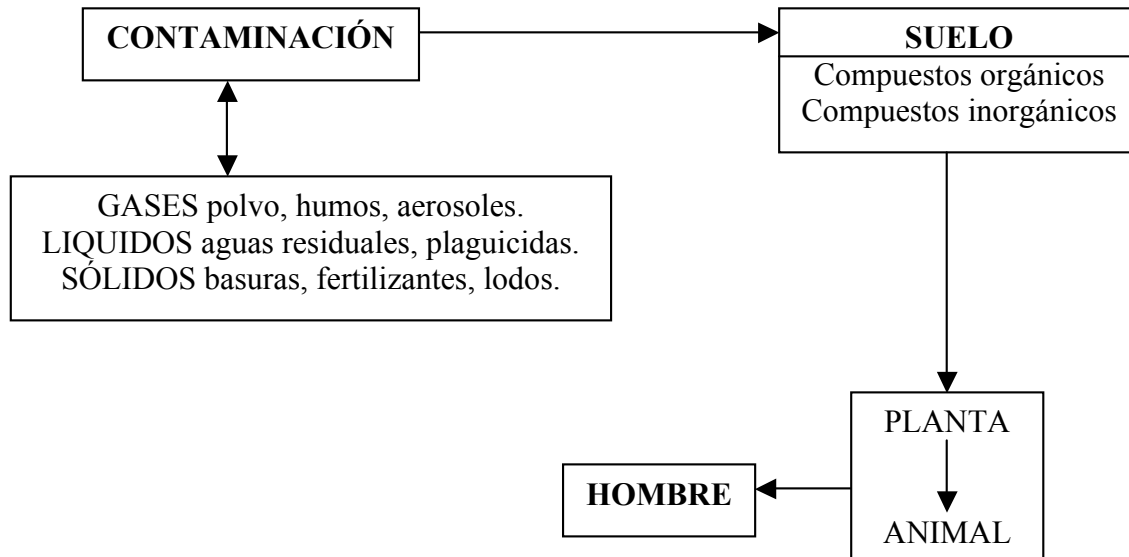 CONTAMINACIÓN
SUELO
Compuestos orgánicos
Compuestos inorgánicos
GASES polvo, humos, aerosoles.
LIQUIDOS aguas residuales, plaguicidas.
SÓLIDOS basuras, fertilizantes, lodos.
PLANTA
HOMBRE
ANIMAL